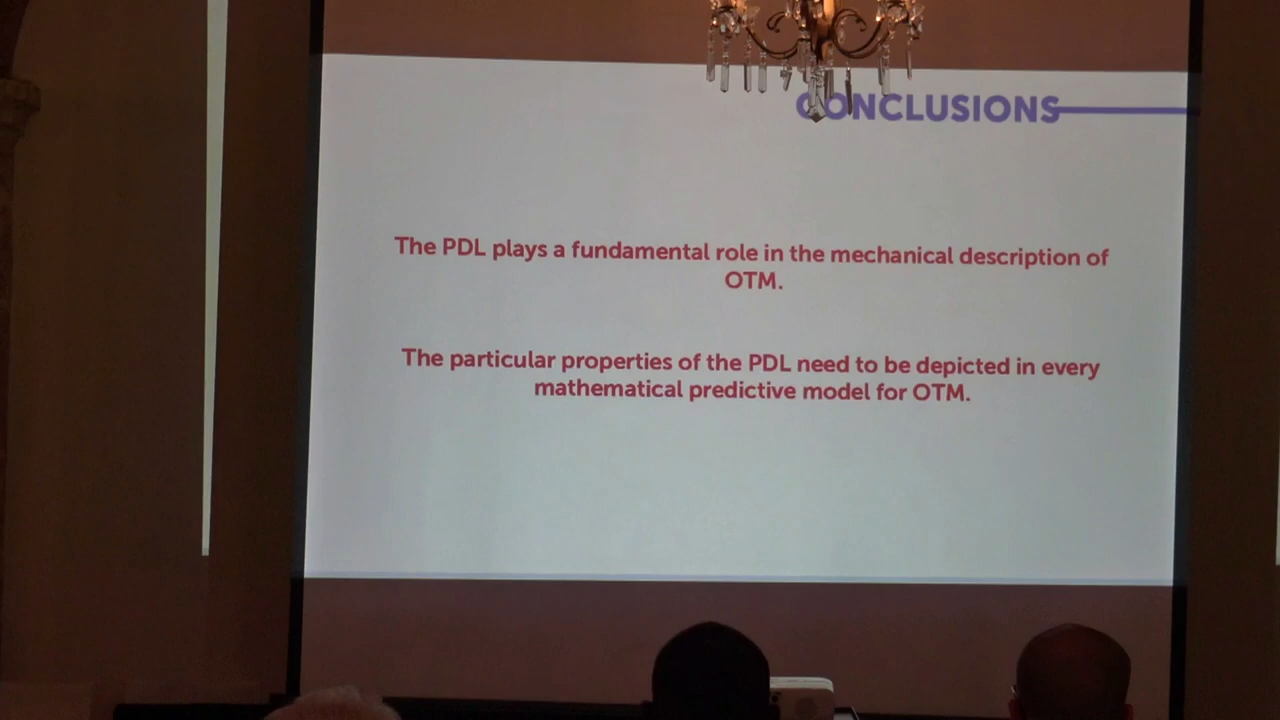 CONCLUSIONS
The PDL plays a fundamental role in the mechanical description of
OTM.
The particular properties of the PDL need to be depicted in every
mathematical predictive model for OTM.